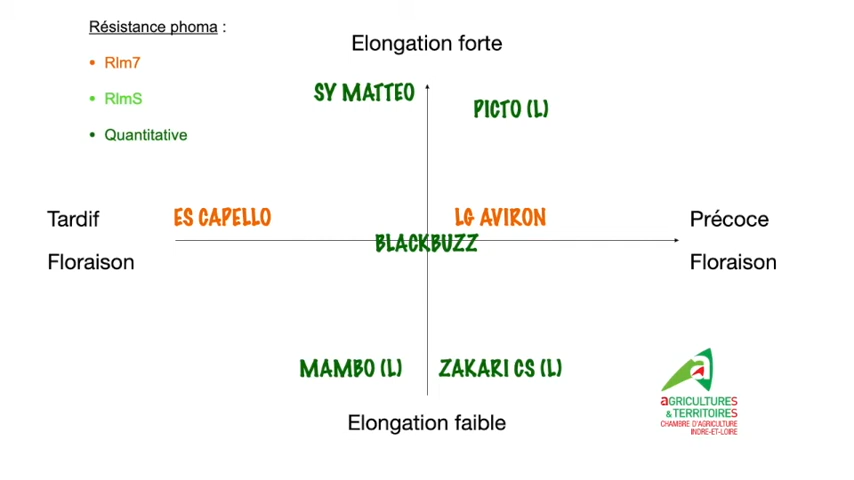 Résistance phoma :
• Rlm7
• RlmS
• Quantitative
Elongation forte
SY MATTEO
PICTO (L)
Tardif
ES CAPELLO
LG AVIRON
Précoce
BLACKBUZZ
Floraison
Floraison
MAMBO (L)
ZAKARI CS (L)
Elongation faible
aGRICULTURES
& TERRITOIRES
CHAMBRE D'AGRICULTURE
INDRE-ET-LOIRE